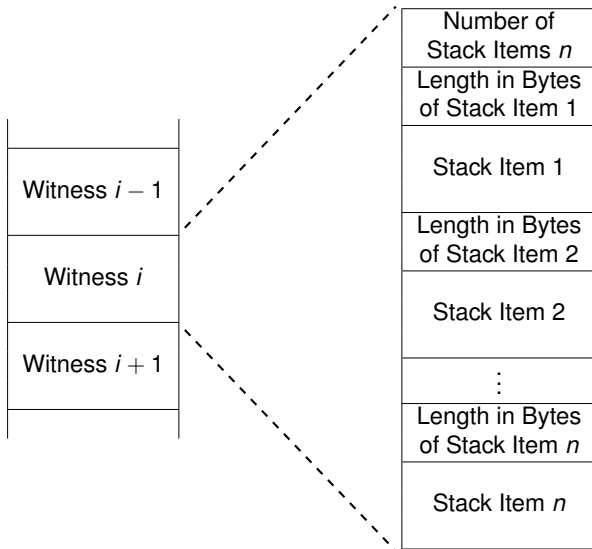 Witness i − 1
Witness i
Witness i + 1
Number of
Stack Items n
Length in Bytes
of Stack Item 1
Stack Item 1
Length in Bytes
of Stack Item 2
Stack Item 2
⋮
Length in Bytes
of Stack Item n
Stack Item n